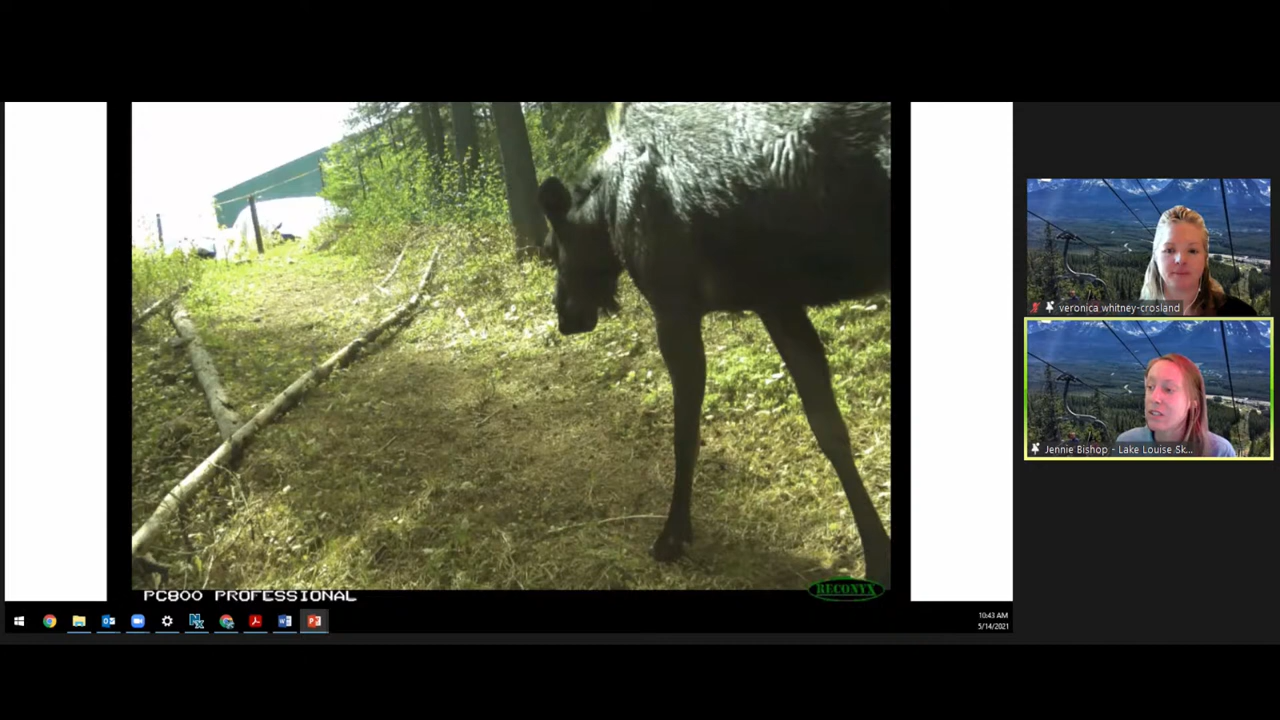 veronica whitney-crosland
Jennie Bishop - Lake Louise Sk...
PC800 PROFESSIONAL
RECONYX
10:43 AM
5/14/2021